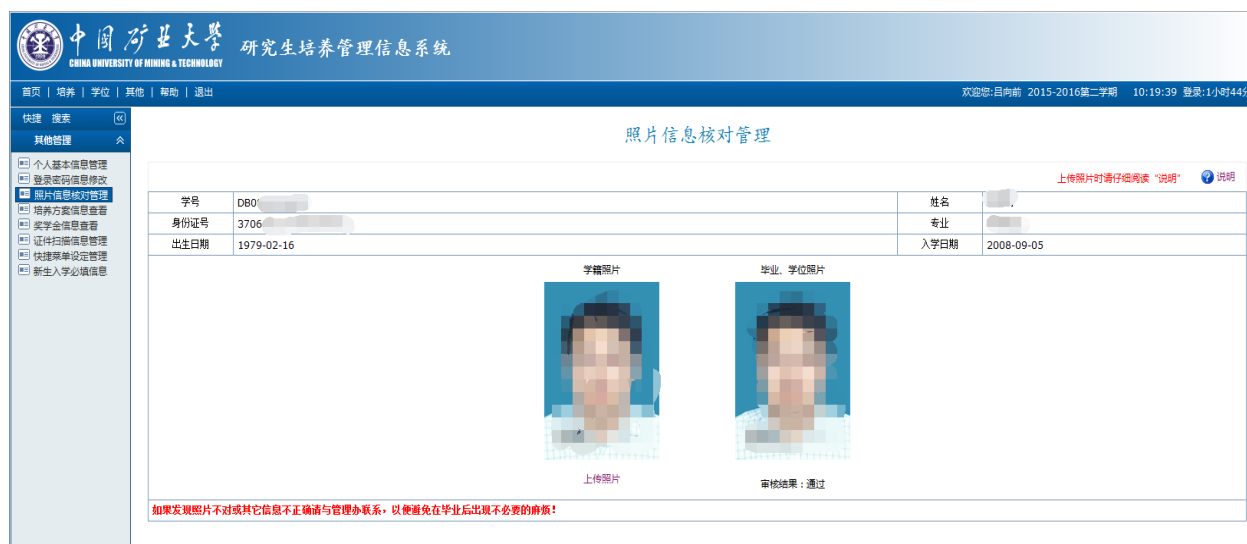 中国矿业大学 研究生培养管理信息系统
CHINA UNIVERSITY OF MINING & TECHNOLOGY
首页 | 培养 | 学位 | 其他 | 帮助 | 退出
欢迎您:吕向前 2015-2016第二学期 10:19:39 登录:1小时44分
快捷 搜索
其他管理
个人基本信息管理
登录密码信息修改
照片信息核对管理
培养方案信息查看
奖学金信息查看
证件扫描信息管理
快捷菜单设定管理
新生入学必填信息
照片信息核对管理
上传照片时请仔细阅读“说明” 说明
学号 DB0 姓名
身份证号 3706 专业
出生日期 1979-02-16 入学日期 2008-09-05
学籍照片 毕业、学位照片
上传照片 审核结果：通过
如果发现照片不对或其它信息不正确请与管理办联系，以便避免在毕业后出现不必要的麻烦！